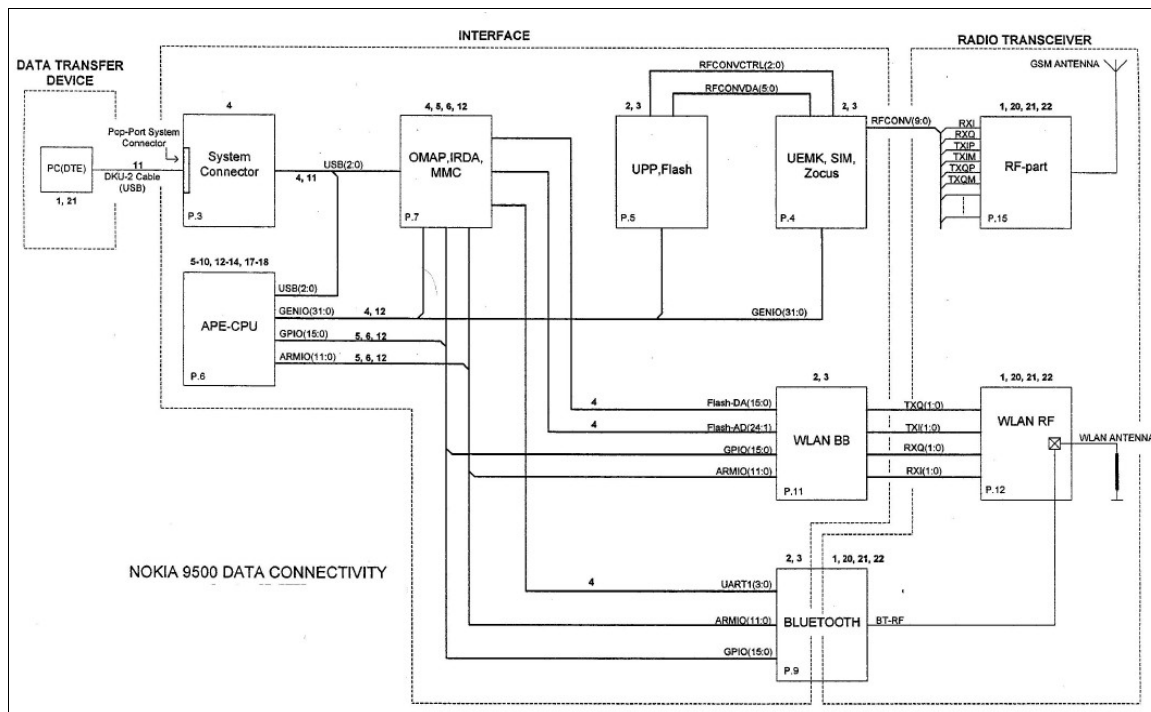 INTERFACE
RADIO TRANSCEIVER
DATA TRANSFER
DEVICE
GSM ANTENNA
RFCONVCTRL(2:0)
RFCONVDA(5:0)
4
4, 5, 6, 12
2, 3
2, 3
1, 20, 21, 22
RFCONV(9:0)
Pop-Port System
Connector
PC(DTE)
11
DKU-2 Cable
(USB)
1, 21
System
Connector
P.3
USB(2:0)
4, 11
OMAP,IRDA,
MMC
P.7
UPP,Flash
P.5
UEMK, SIM,
Zocus
P.4
RXI
RXQ
TXIP
TXIM
TXQP
TXQM
RF-part
P.15
5-10, 12-14, 17-18
APE-CPU
P.6
USB(2:0)
GENIO(31:0)
4, 12
GENIO(31:0)
GPIO(15:0)
5, 6, 12
ARMIO(11:0)
5, 6, 12
2, 3
1, 20, 21, 22
4
Flash-DA(15:0)
4
Flash-AD(24:1)
GPIO(15:0)
ARMIO(11:0)
WLAN BB
P.11
TXQ(1:0)
TXI(1:0)
RXQ(1:0)
RXI(1:0)
WLAN RF
P.12
WLAN ANTENNA
NOKIA 9500 DATA CONNECTIVITY
2, 3
1, 20, 21, 22
4
UART1(3:0)
ARMIO(11:0)
GPIO(15:0)
BLUETOOTH
P.9
BT-RF